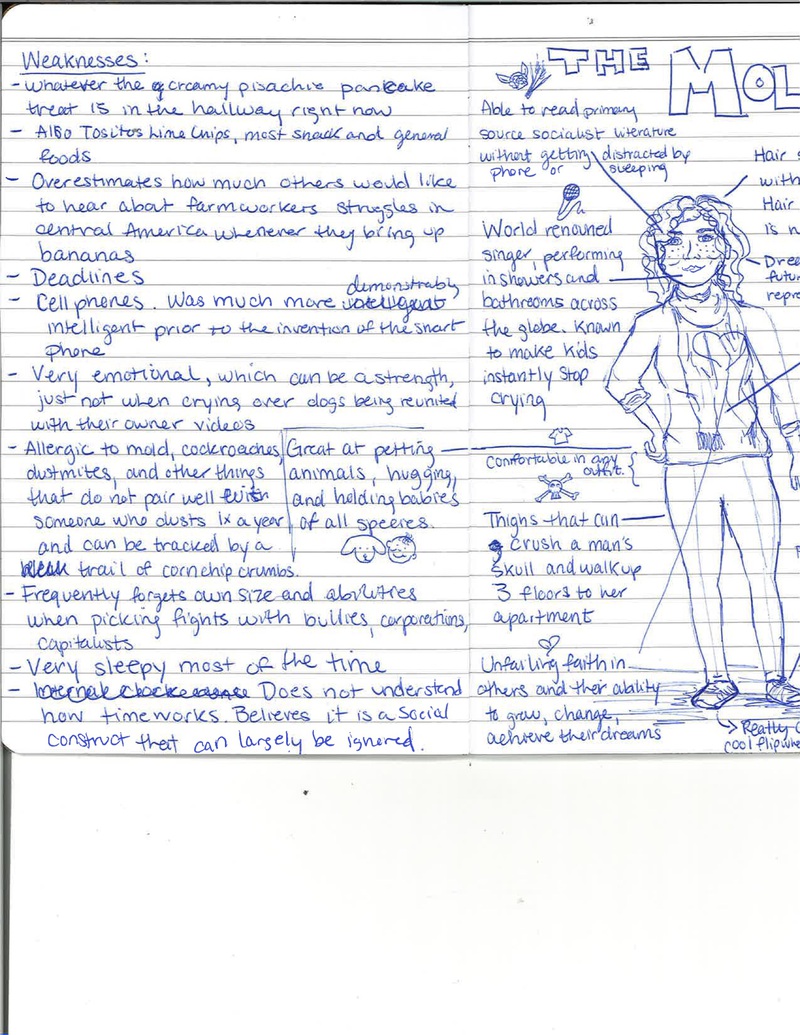 Weaknesses:
- whatever the creamy pisachio pancake
treat is in the hallway right now
- Also Tositos Lime Chips, most snack and general
foods
- Overestimates how much others would like
to hear about farmworkers struggles in
central America whenever they bring up
bananas
- Deadlines
- Cell phones. Was much more demonstrably
intelligent prior to the invention of the smart
phone
- Very emotional, which can be a strength,
just not when crying over dogs being reunited
with their owner videos
- Allergic to mold, cockroaches,
dustmites, and other things
that do not pair well with
someone who dusts 1x a year
and can be tracked by a
trail of corn chip crumbs.
- Frequently forgets own size and abilities
when picking fights with bullies, corporations,
capitalists
- Very sleepy most of the time
- Does not understand
how time works. Believes it is a social
construct that can largely be ignored.
Great at petting
animals, hugging,
and holding babies
of all species.
THE MOL
Able to read primary
source socialist literature
without getting distracted by
phone or sleeping
World renouned
singer, performing
in showers and
bathrooms across
the globe. Known
to make kids
instantly stop
crying
Comfortable in any
outfit.
Thighs that can
crush a man's
skull and walk up
3 floors to her
apartment
Unfailing faith in
others and their ability
to grow, change,
achieve their dreams
Hair
with
Hair
is n
Drea
futur
repre
Really c
cool flip whe